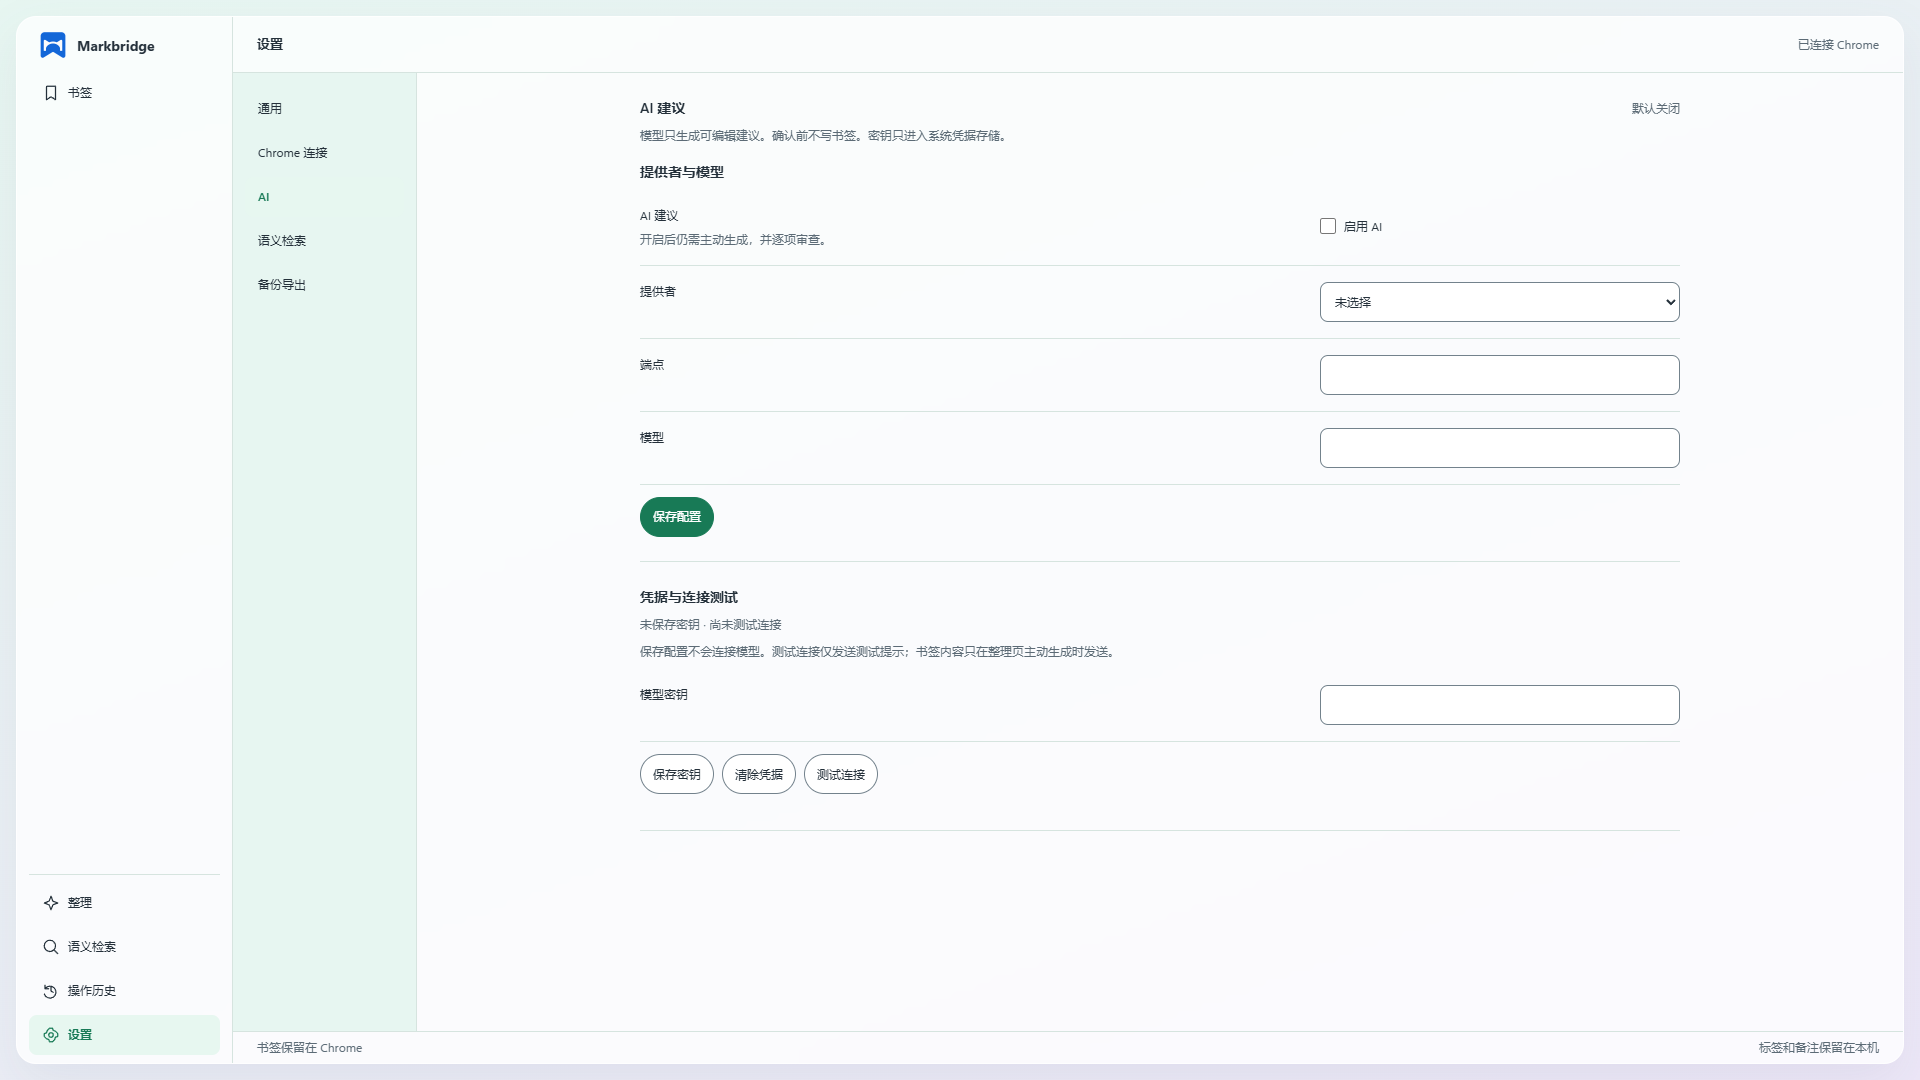 Markbridge
书签
整理
语义检索
操作历史
设置
设置
已连接 Chrome
通用
Chrome 连接
AI
语义检索
备份导出
AI 建议
默认关闭
模型只生成可编辑建议。确认前不写书签。密钥只进入系统凭据存储。
提供者与模型
AI 建议
开启后仍需主动生成，并逐项审查。
启用 AI
提供者
未选择
端点
模型
保存配置
凭据与连接测试
未保存密钥 · 尚未测试连接
保存配置不会连接模型。测试连接仅发送测试提示；书签内容只在整理页主动生成时发送。
模型密钥
保存密钥
清除凭据
测试连接
书签保留在 Chrome
标签和备注保留在本机